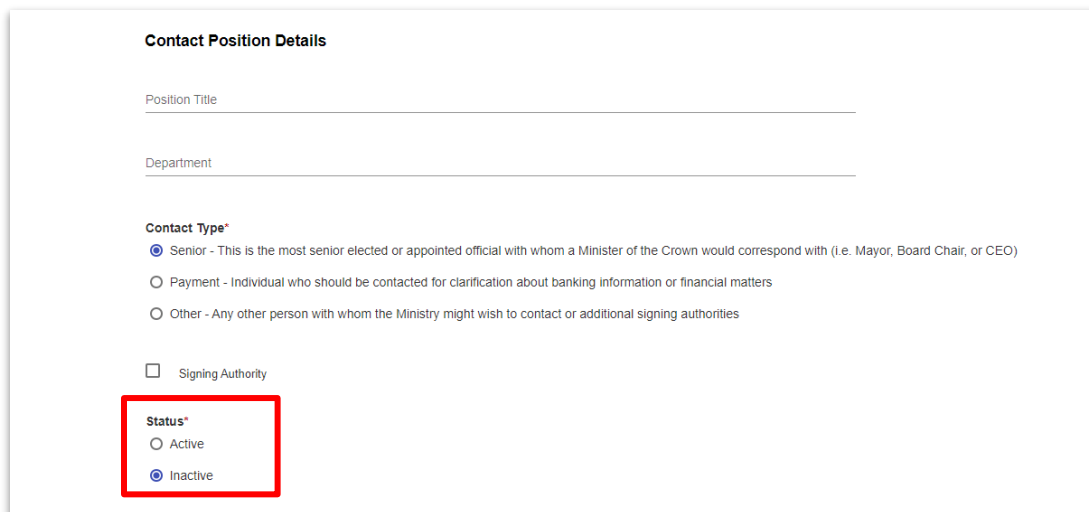 Contact Position Details
Position Title
Department
Contact Type*
Senior - This is the most senior elected or appointed official with whom a Minister of the Crown would correspond with (i.e. Mayor, Board Chair, or CEO)
Payment - Individual who should be contacted for clarification about banking information or financial matters
Other - Any other person with whom the Ministry might wish to contact or additional signing authorities
Signing Authority
Status*
Active
Inactive